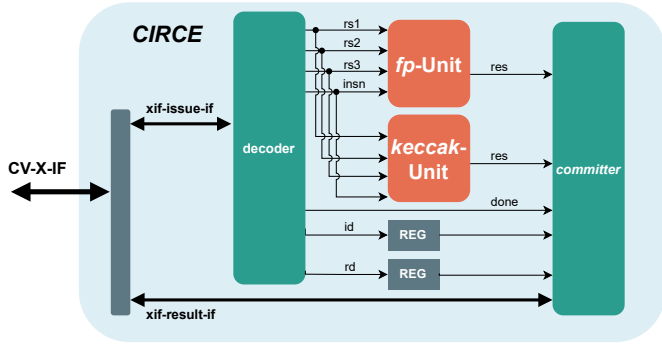 CIRCE
rs1
rs2
rs3
insn
fp-Unit
res
xif-issue-if
decoder
keccak-
Unit
res
committer
CV-X-IF
done
id
REG
rd
REG
xif-result-if